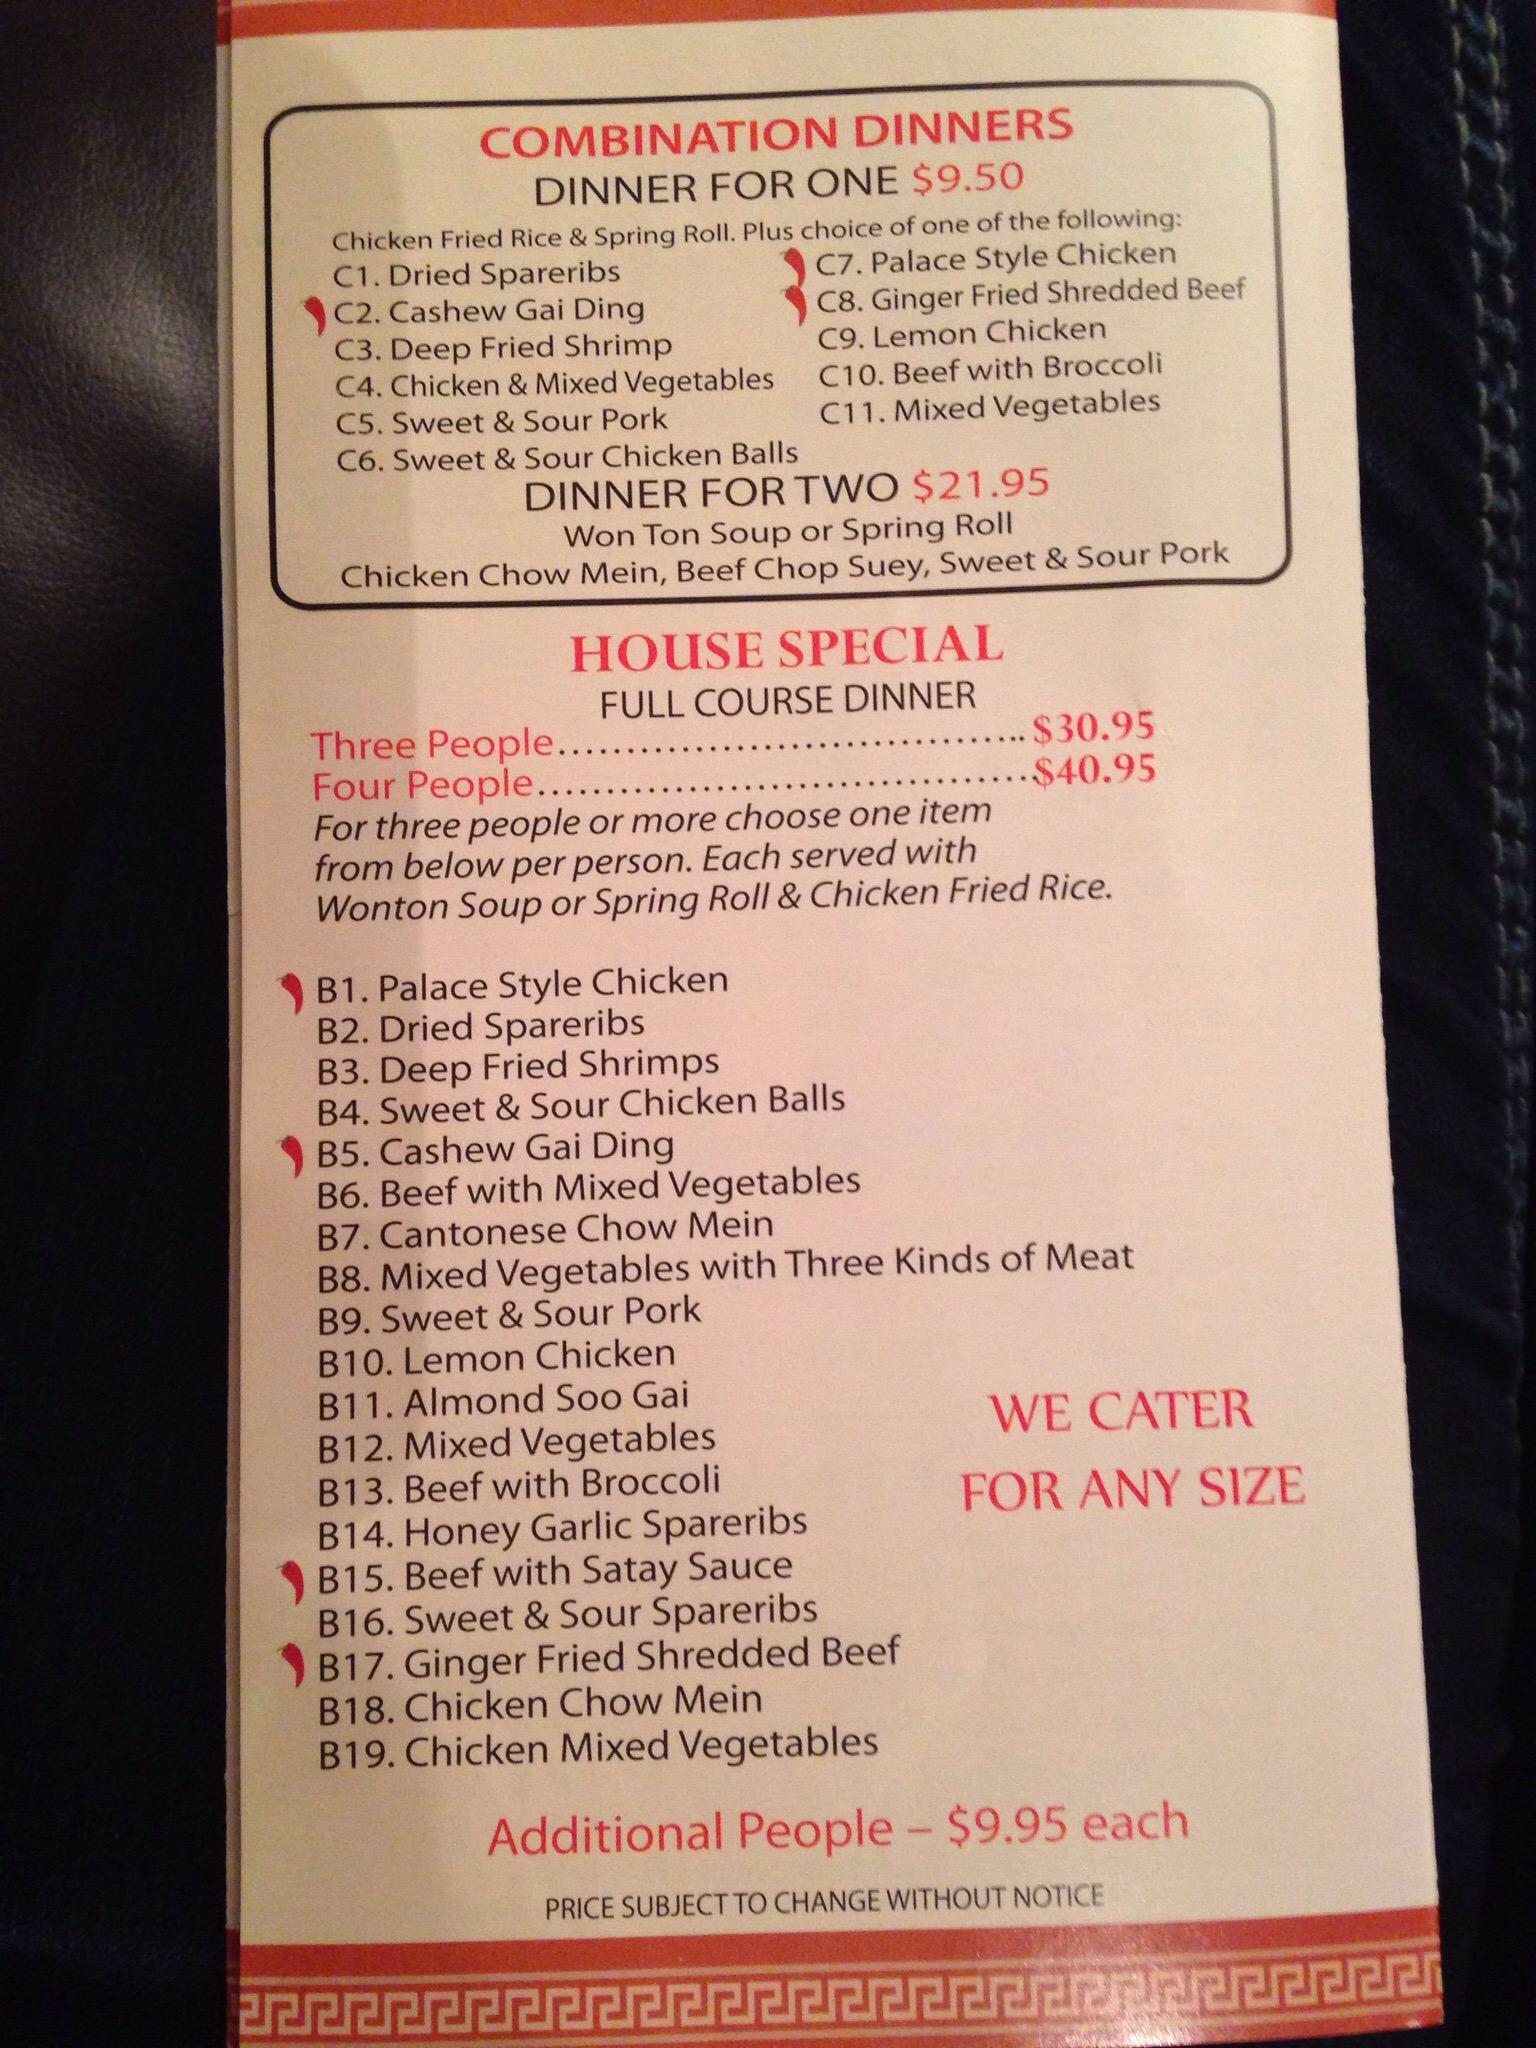 COMBINATION DINNERS
DINNER FOR ONE $9.50
Chicken Fried Rice & Spring Roll. Plus choice of one of the following:
C1. Dried Spareribs
C2. Cashew Gai Ding
C3. Deep Fried Shrimp
C4. Chicken & Mixed Vegetables
C5. Sweet & Sour Pork
C6. Sweet & Sour Chicken Balls
C7. Palace Style Chicken
C8. Ginger Fried Shredded Beef
C9. Lemon Chicken
C10. Beef with Broccoli
C11. Mixed Vegetables
DINNER FOR TWO $21.95
Won Ton Soup or Spring Roll
Chicken Chow Mein, Beef Chop Suey, Sweet & Sour Pork
HOUSE SPECIAL
FULL COURSE DINNER
Three People.................................... $30.95
Four People.....................................$40.95
For three people or more choose one item
from below per person. Each served with
Wonton Soup or Spring Roll & Chicken Fried Rice.
B1. Palace Style Chicken
B2. Dried Spareribs
B3. Deep Fried Shrimps
B4. Sweet & Sour Chicken Balls
B5. Cashew Gai Ding
B6. Beef with Mixed Vegetables
B7. Cantonese Chow Mein
B8. Mixed Vegetables with Three Kinds of Meat
B9. Sweet & Sour Pork
B10. Lemon Chicken
B11. Almond Soo Gai
B12. Mixed Vegetables
B13. Beef with Broccoli
B14. Honey Garlic Spareribs
B15. Beef with Satay Sauce
B16. Sweet & Sour Spareribs
B17. Ginger Fried Shredded Beef
B18. Chicken Chow Mein
B19. Chicken Mixed Vegetables
WE CATER
FOR ANY SIZE
Additional People – $9.95 each
PRICE SUBJECT TO CHANGE WITHOUT NOTICE